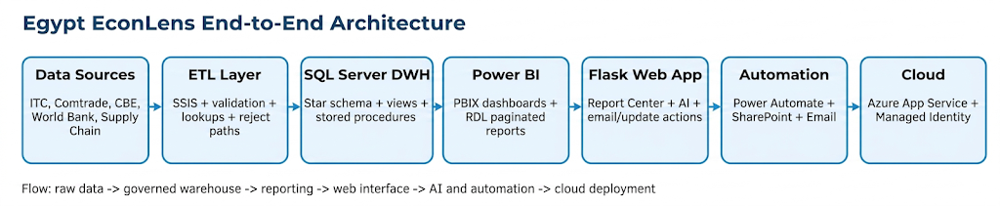 Egypt EconLens End-to-End Architecture
Data Sources
ITC, Comtrade, CBE,
World Bank, Supply
Chain
ETL Layer
SSIS + validation +
lookups + reject
paths
SQL Server DWH
Star schema + views +
stored procedures
Power BI
PBIX dashboards +
RDL paginated
reports
Flask Web App
Report Center + AI +
email/update actions
Automation
Power Automate +
SharePoint + Email
Cloud
Azure App Service +
Managed Identity
Flow: raw data -> governed warehouse -> reporting -> web interface -> AI and automation -> cloud deployment